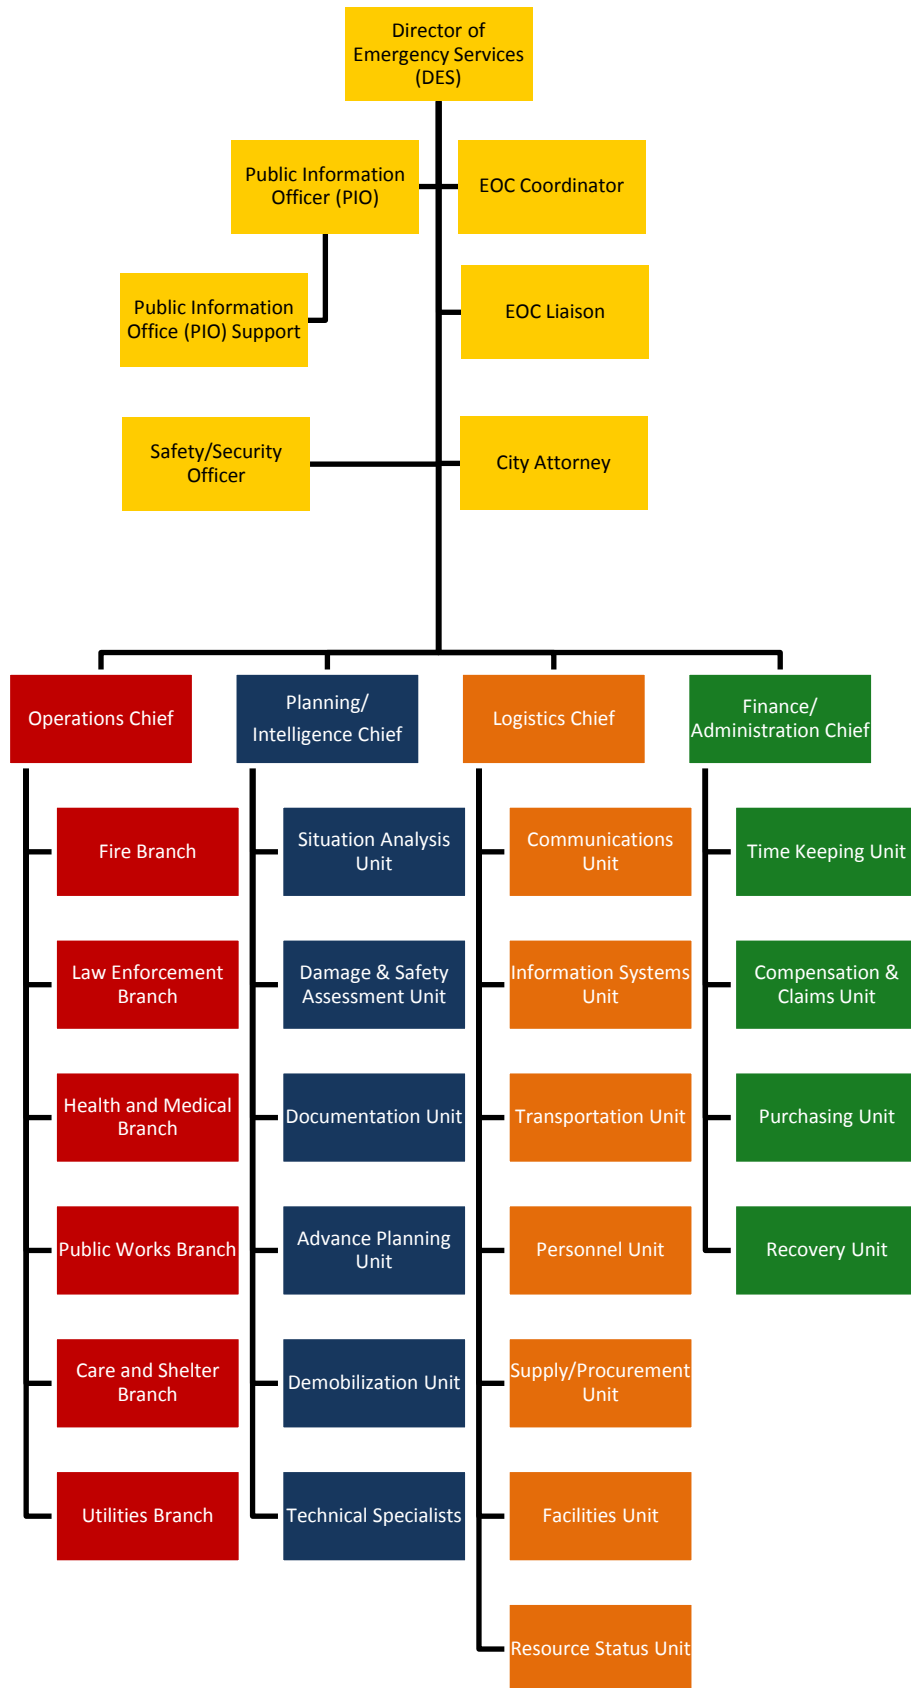 Director of
Emergency Services
(DES)
Public Information
Officer (PIO)
EOC Coordinator
Public Information
Office (PIO) Support
EOC Liaison
Safety/Security
Officer
City Attorney
Operations Chief
Planning/
Intelligence Chief
Logistics Chief
Finance/
Administration Chief
Fire Branch
Situation Analysis
Unit
Communications
Unit
Time Keeping Unit
Law Enforcement
Branch
Damage & Safety
Assessment Unit
Information Systems
Unit
Compensation &
Claims Unit
Health and Medical
Branch
Documentation Unit
Transportation Unit
Purchasing Unit
Public Works Branch
Advance Planning
Unit
Personnel Unit
Recovery Unit
Care and Shelter
Branch
Demobilization Unit
Supply/Procurement
Unit
Utilities Branch
Technical Specialists
Facilities Unit
Resource Status Unit